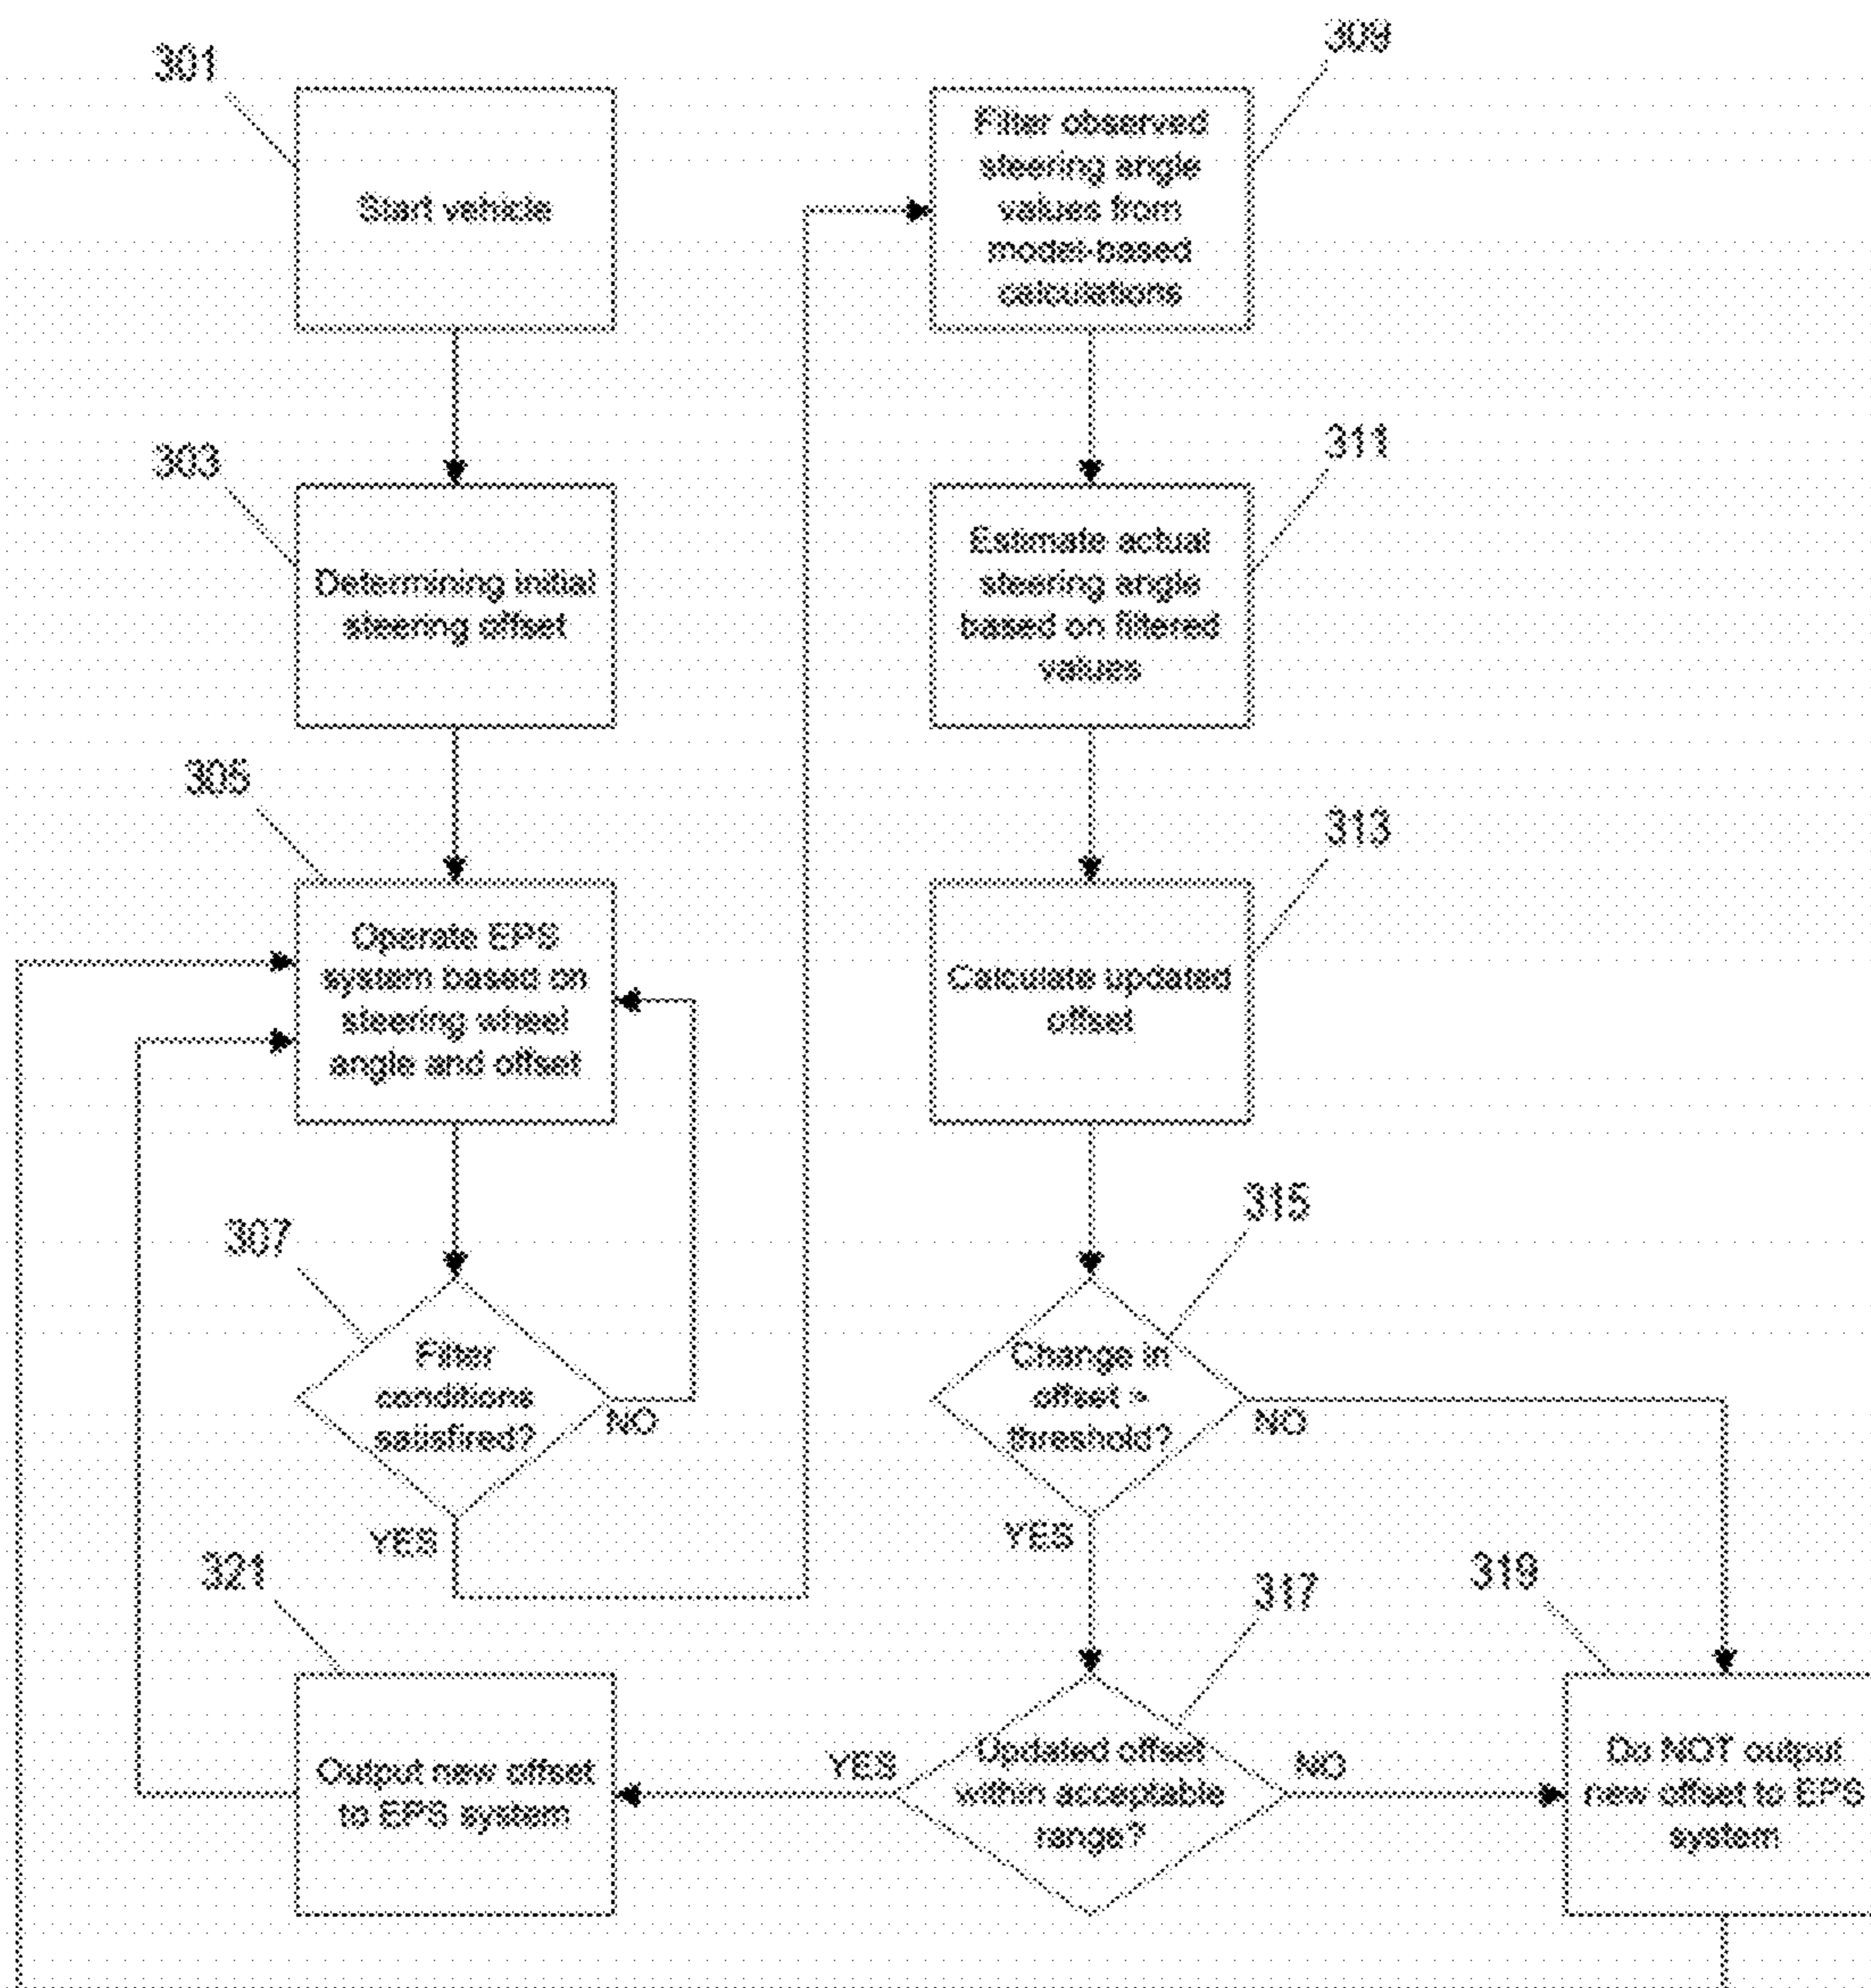 301
Start vehicle
303
Determining initial
steering offset
305
Operate EPS
system based on
steering wheel
angle and offset
307
Filter
conditions
satisfired?
NO
YES
309
Filter observed
steering angle
values from
model-based
calculations
311
Estimate actual
steering angle
based on filtered
values
313
Calculate updated
offset
315
Change in
offset >
threshold?
NO
YES
317
Updated offset
within acceptable
range?
YES
NO
319
Do NOT output
new offset to EPS
system
321
Output new offset
to EPS system